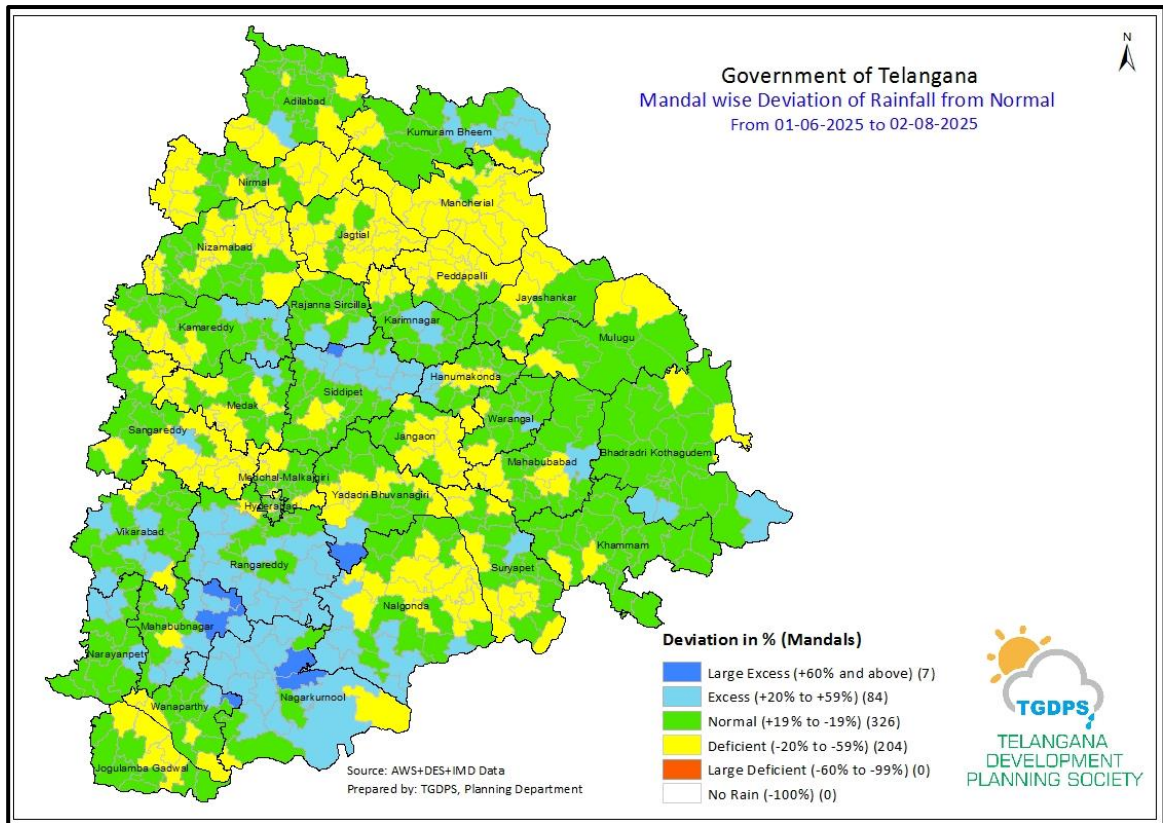 N
Government of Telangana
Mandal wise Deviation of Rainfall from Normal
From 01-06-2025 to 02-08-2025
Adilabad
Kumuram Bheem
Nirmal
Mancherial
Jagtial
Nizamabad
Peddapalli
Jayashankar
Rajanna Sircilla
Karimnagar
Kamareddy
Mulugu
Hanumakonda
Siddipet
Medak
Warangal
Sangareddy
Jangaon
Mahabubabad
Bhadradri Kothagudem
Medchal-Malkajgiri
Yadadri Bhuvanagiri
Hyderabad
Vikarabad
Khammam
Rangareddy
Suryapet
Nalgonda
Mahabubnagar
Narayanpet
Nagarkurnool
Wanaparthy
Jogulamba Gadwal
Deviation in % (Mandals)
Large Excess (+60% and above) (7)
Excess (+20% to +59%) (84)
Normal (+19% to -19%) (326)
Deficient (-20% to -59%) (204)
Large Deficient (-60% to -99%) (0)
No Rain (-100%) (0)
Source: AWS+DES+IMD Data
Prepared by: TGDPS, Planning Department
TGDPS
TELANGANA
DEVELOPMENT
PLANNING SOCIETY